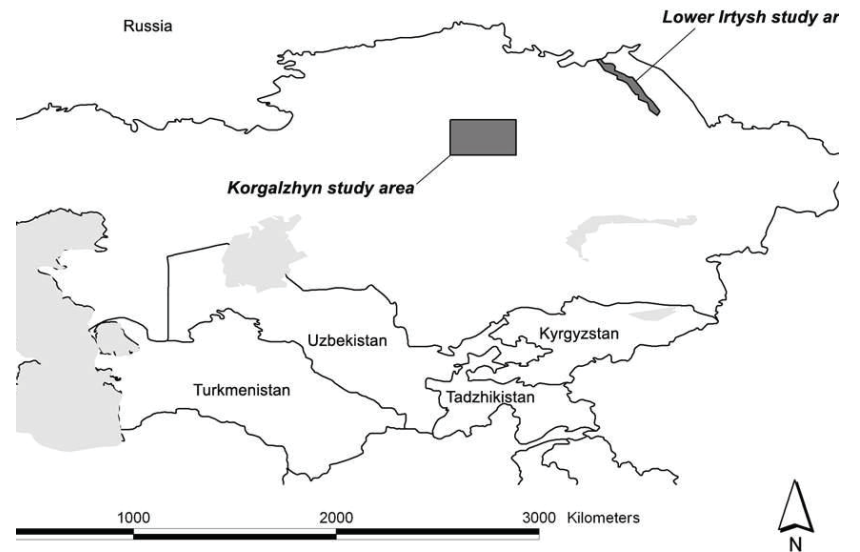 Russia
Lower Irtysh study ar
Korgalzhyn study area
Uzbekistan
Kyrgyzstan
Turkmenistan
Tadzhikistan
1000
2000
3000 Kilometers
N